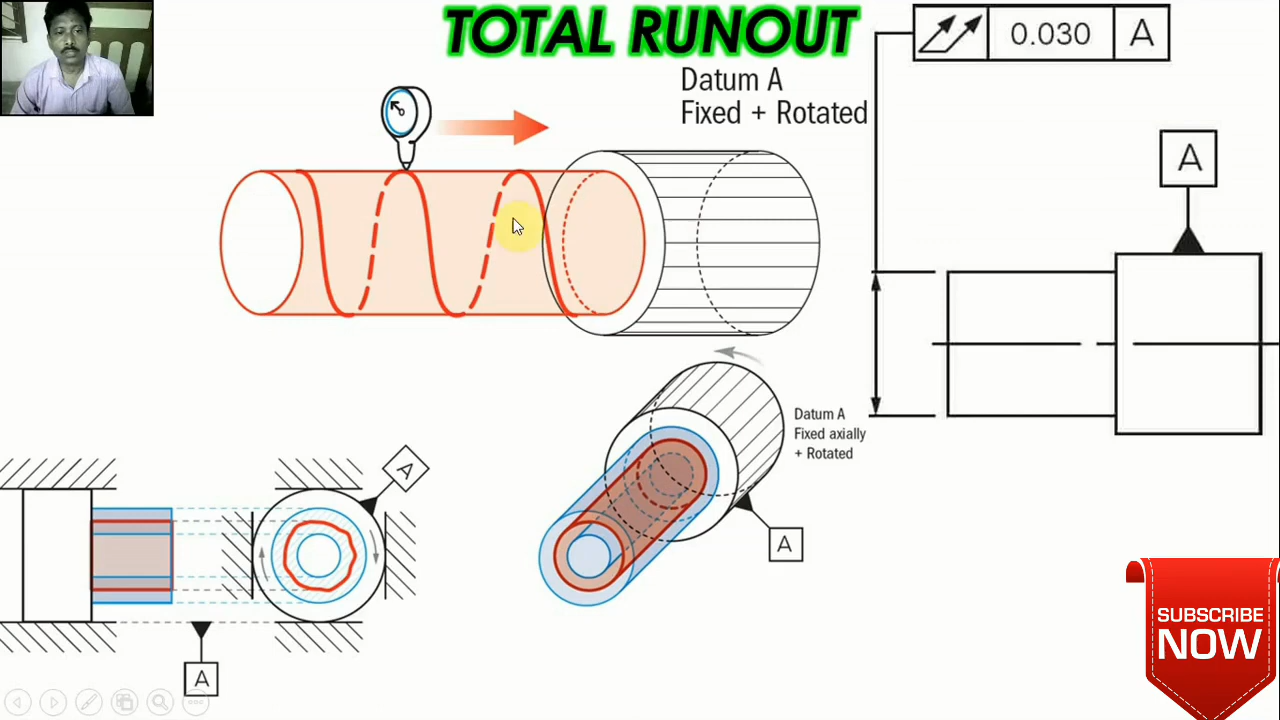 TOTAL RUNOUT
0.030 A
Datum A
Fixed + Rotated
A
Datum A
Fixed axially
+ Rotated
A
A
A
SUBSCRIBE
NOW